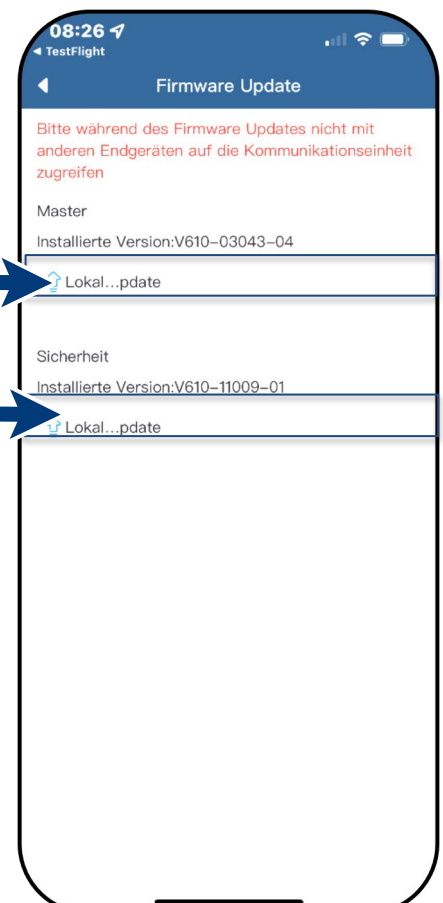 08:26
TestFlight
Firmware Update
Bitte während des Firmware Updates nicht mit
anderen Endgeräten auf die Kommunikationseinheit
zugreifen
Master
Installierte Version:V610-03043-04
Lokal...pdate
Sicherheit
Installierte Version:V610-11009-01
Lokal...pdate